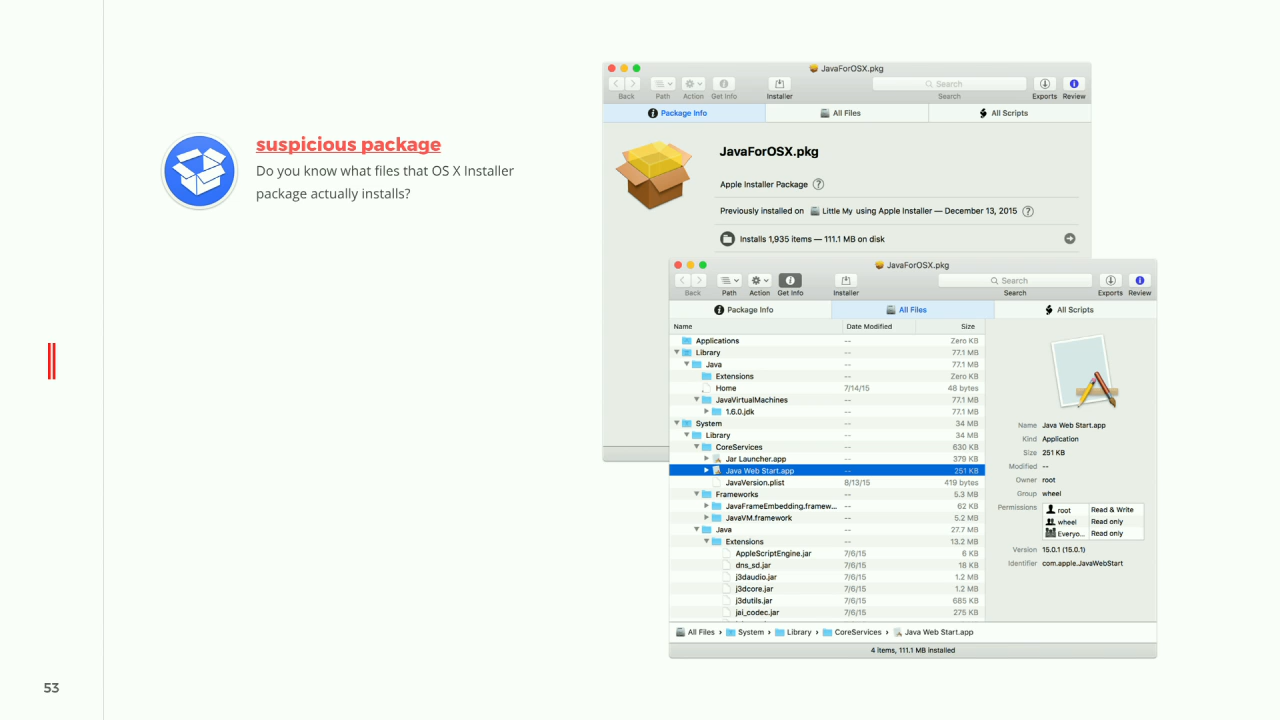 suspicious package
Do you know what files that OS X Installer
package actually installs?
JavaForOSX.pkg
Back Path Action Get Info Installer Search Search Exports Review
Package Info All Files All Scripts
JavaForOSX.pkg
Apple Installer Package ?
Previously installed on Little My using Apple Installer — December 13, 2015 ?
Installs 1,935 items — 111.1 MB on disk
JavaForOSX.pkg
Back Path Action Get Info Installer Search Search Exports Review
Package Info All Files All Scripts
Name Date Modified Size
Applications -- Zero KB
Library -- 77.1 MB
Java -- 77.1 MB
Extensions -- Zero KB
Home 7/14/15 48 bytes
JavaVirtualMachines -- 77.1 MB
1.6.0.jdk -- 77.1 MB
System -- 34 MB
Library -- 34 MB
CoreServices -- 630 KB
Jar Launcher.app -- 379 KB
Java Web Start.app -- 251 KB
JavaVersion.plist 8/13/15 419 bytes
Frameworks -- 5.3 MB
JavaFrameEmbedding.framew... -- 62 KB
JavaVM.framework -- 5.2 MB
Java -- 27.7 MB
Extensions -- 13.2 MB
AppleScriptEngine.jar 7/6/15 6 KB
dns_sd.jar 7/6/15 18 KB
j3daudio.jar 7/6/15 1.2 MB
j3dcore.jar 7/6/15 1.2 MB
j3dutils.jar 7/6/15 685 KB
jai_codec.jar 7/6/15 275 KB
Name Java Web Start.app
Kind Application
Size 251 KB
Modified --
Owner root
Group wheel
Permissions root Read & Write
wheel Read only
Everyo... Read only
Version 15.0.1 (15.0.1)
Identifier com.apple.JavaWebStart
All Files › System › Library › CoreServices › Java Web Start.app
4 items, 111.1 MB installed
53